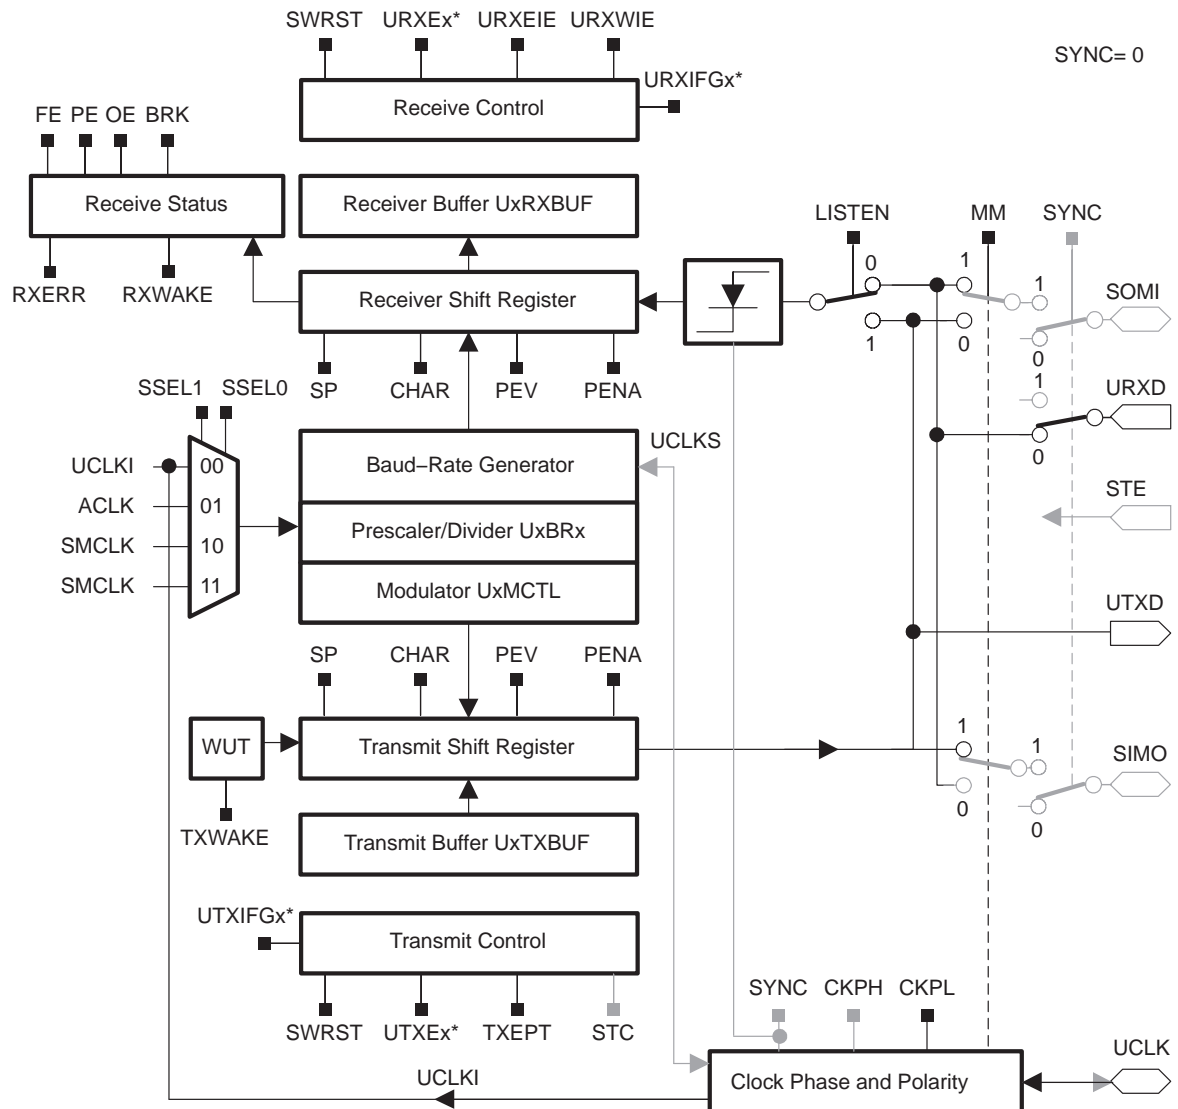 SWRST URXEx* URXEIE URXWIE
SYNC= 0
URXIFGx*
Receive Control
FE PE OE BRK
Receive Status
Receiver Buffer UxRXBUF
LISTEN MM SYNC
RXERR RXWAKE
Receiver Shift Register
0 1 1
SOMI
1 0 0
SP CHAR PEV PENA
SSEL1 SSEL0
1
URXD
UCLKS
0
UCLKI 00
Baud–Rate Generator
ACLK 01
STE
SMCLK 10
Prescaler/Divider UxBRx
SMCLK 11
Modulator UxMCTL
UTXD
SP CHAR PEV PENA
WUT
Transmit Shift Register
1 1
SIMO
0 0
TXWAKE
Transmit Buffer UxTXBUF
UTXIFGx*
Transmit Control
SYNC CKPH CKPL
SWRST UTXEx* TXEPT STC
UCLK
UCLKI
Clock Phase and Polarity